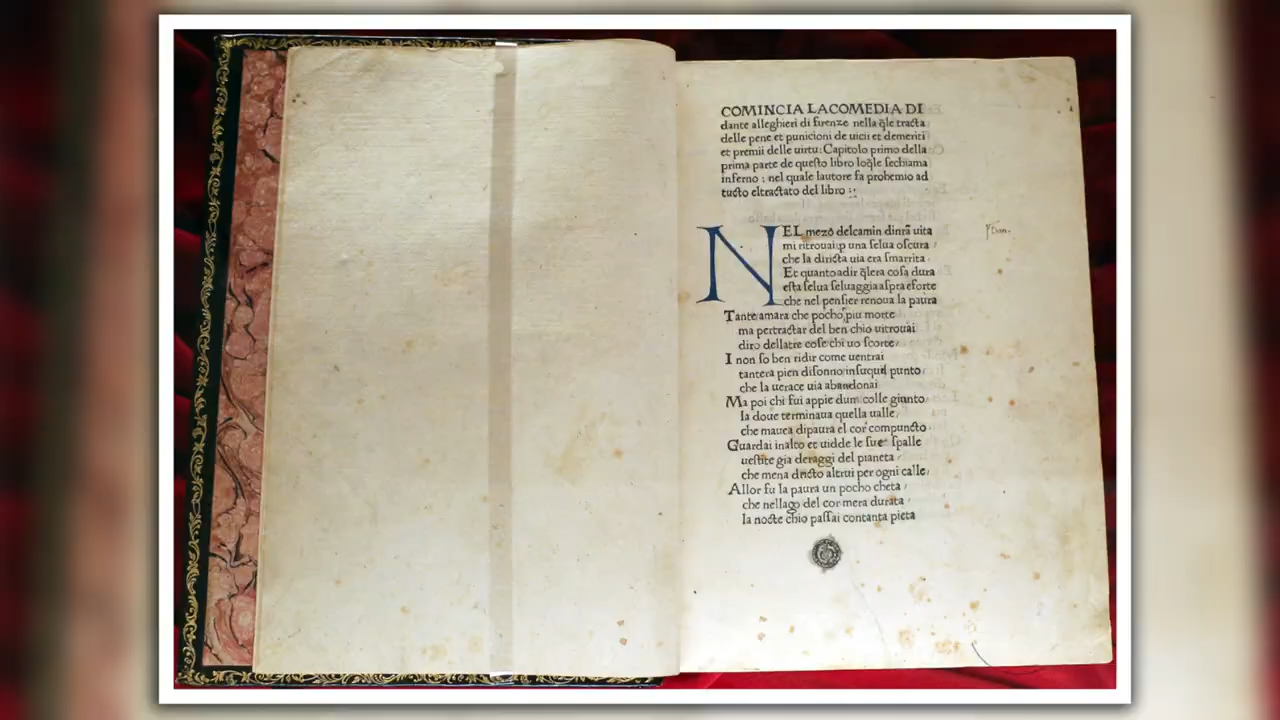 COMINCIA LACOMEDIA DI
dante alleghieri di firenze nella q̄le tracta
delle pene et punicioni de uicii et demeriti
et premii delle uirtu: Capitolo primo della
prima parte de questo libro loq̄le sechiama
inferno : nel quale lautore fa prohemio ad
tucto eltractato del libro :
NEL mezo delcamin dinr̄a uita
mi ritrouai p una selua oscura
che la diricta uia era smarrita
Et quanto adir q̄lera cosa dura
esta selua seluaggia aspra eforte
che nel pensier renoua la paura
Tante amara che pocho piu morte
ma pertractar del ben chio uitrouai
diro dellatre cose chi uo scorte
I non so ben ridir come uentrai
tantera pien disonno insuquil punto
che la uerace uia abandonai
Ma poi chi fui appie dum colle giunto
la doue terminaua quella ualle
che mauea dipaura el cor compuncto
Guardai inalto et uidde le sue spalle
uestite gia deraggi del pianeta
che mena dricto altrui per ogni calle
Allor fu la paura un pocho cheta
che nellago del cor mera durata
la nocte chio passai contanta pieta